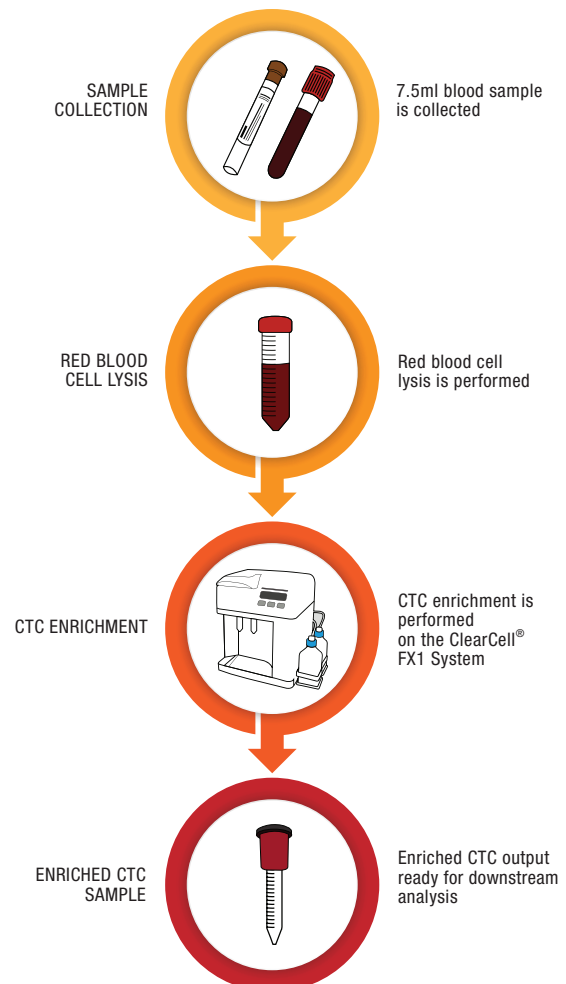 SAMPLE
COLLECTION
7.5ml blood sample
is collected
RED BLOOD
CELL LYSIS
Red blood cell
lysis is performed
CTC ENRICHMENT
CTC enrichment is
performed
on the ClearCell®
FX1 System
ENRICHED CTC
SAMPLE
Enriched CTC output
ready for downstream
analysis